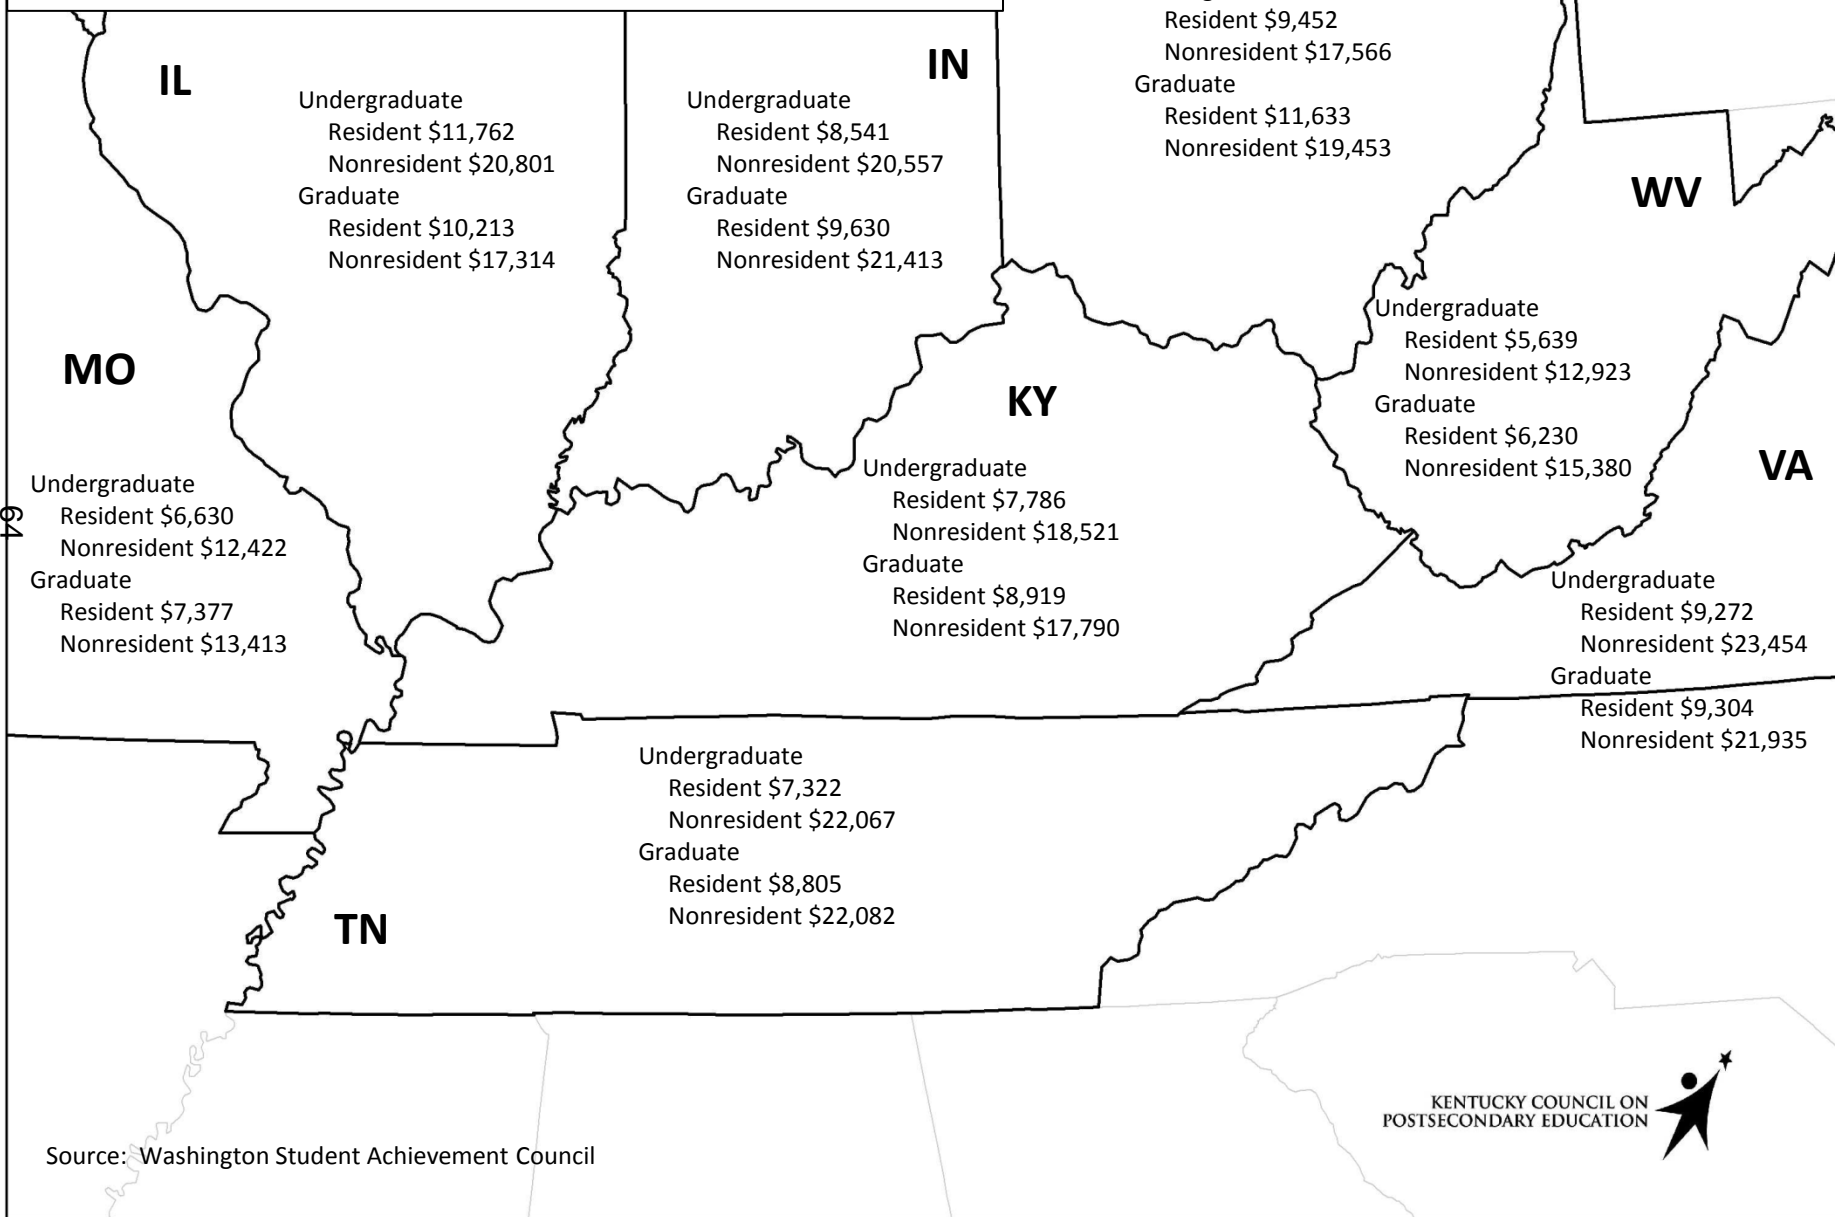 Resident $9,452
Nonresident $17,566
Graduate
Resident $11,633
Nonresident $19,453
IL
Undergraduate
Resident $11,762
Nonresident $20,801
Graduate
Resident $10,213
Nonresident $17,314
IN
Undergraduate
Resident $8,541
Nonresident $20,557
Graduate
Resident $9,630
Nonresident $21,413
WV
Undergraduate
Resident $5,639
Nonresident $12,923
Graduate
Resident $6,230
Nonresident $15,380
MO
Undergraduate
Resident $6,630
Nonresident $12,422
Graduate
Resident $7,377
Nonresident $13,413
64
KY
Undergraduate
Resident $7,786
Nonresident $18,521
Graduate
Resident $8,919
Nonresident $17,790
VA
Undergraduate
Resident $9,272
Nonresident $23,454
Graduate
Resident $9,304
Nonresident $21,935
TN
Undergraduate
Resident $7,322
Nonresident $22,067
Graduate
Resident $8,805
Nonresident $22,082
KENTUCKY COUNCIL ON
POSTSECONDARY EDUCATION
Source: Washington Student Achievement Council